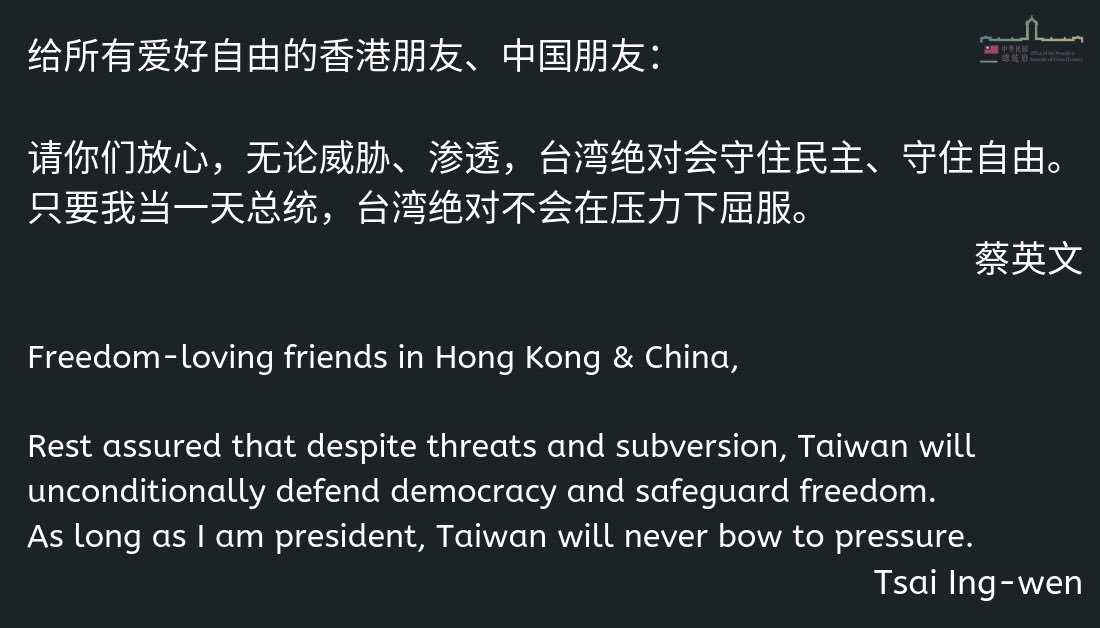 给所有爱好自由的香港朋友、中国朋友：
请你们放心，无论威胁、渗透，台湾绝对会守住民主、守住自由。
只要我当一天总统，台湾绝对不会在压力下屈服。
蔡英文
Freedom-loving friends in Hong Kong & China,
Rest assured that despite threats and subversion, Taiwan will
unconditionally defend democracy and safeguard freedom.
As long as I am president, Taiwan will never bow to pressure.
Tsai Ing-wen
中華民國
總統府
Office of the President
Republic of China (Taiwan)